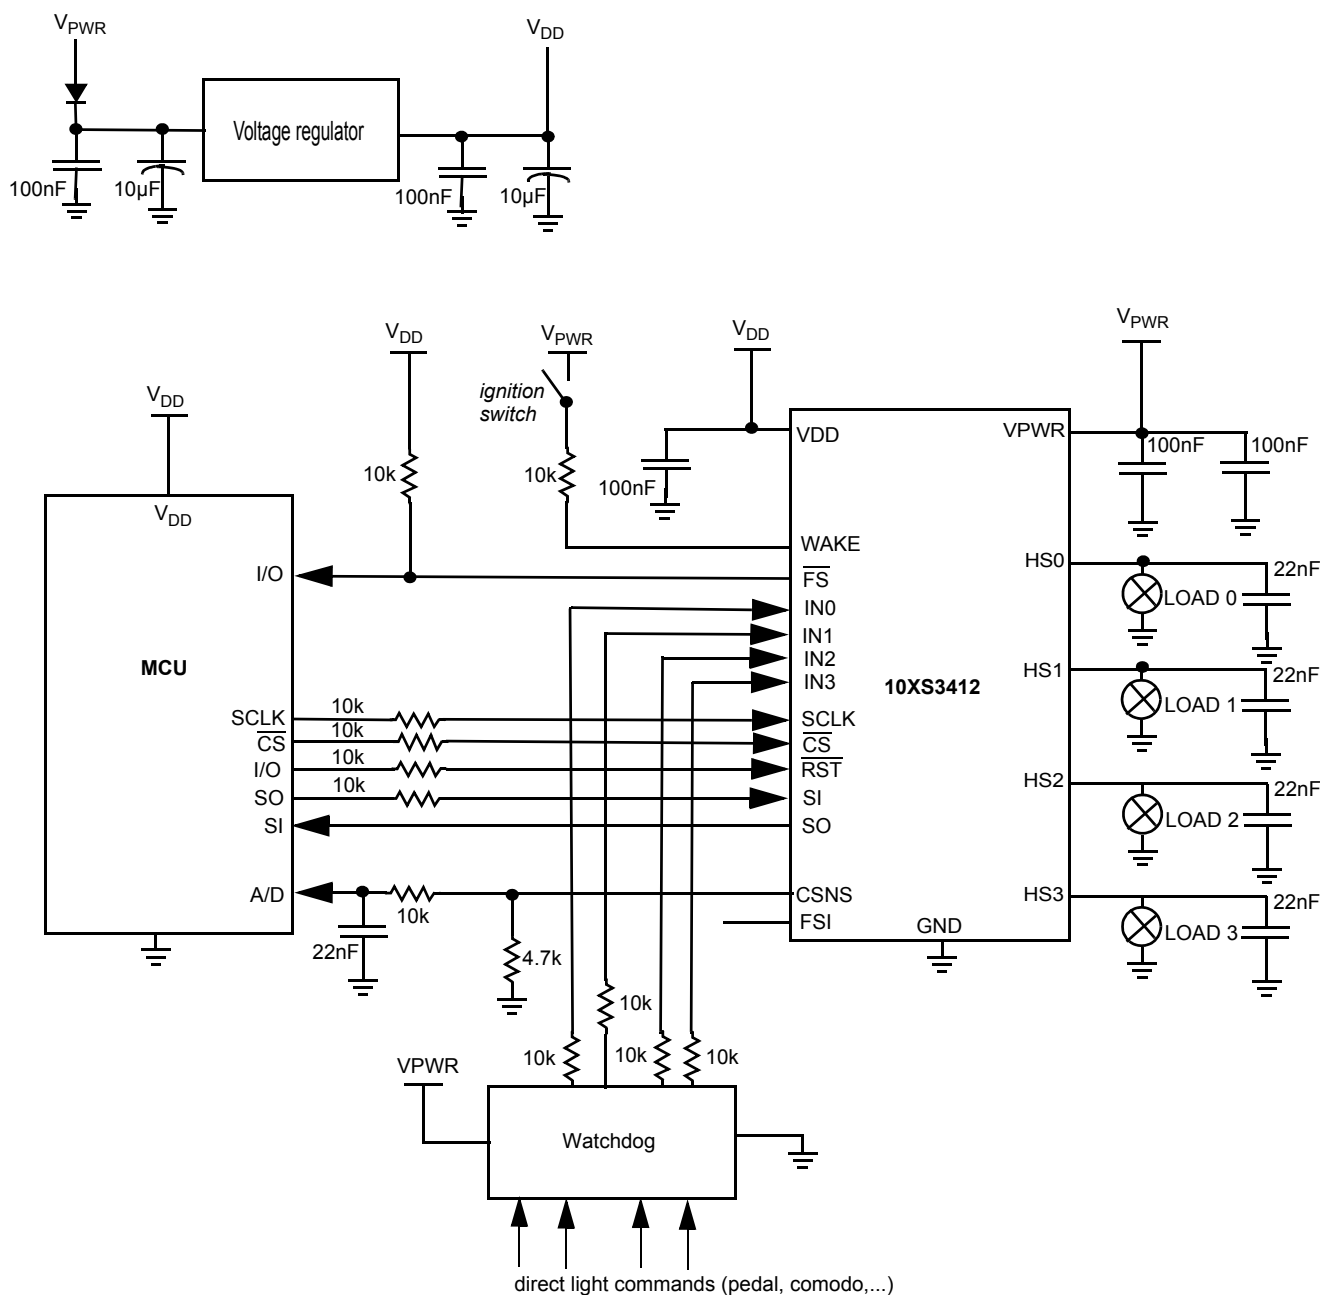 VPWR
VDD
Voltage regulator
100nF
10µF
100nF
10µF
VDD
VPWR
VDD
VPWR
ignition
switch
VDD
10k
10k
100nF
VDD
VPWR
100nF
100nF
VDD
WAKE
HS0
22nF
I/O
FS
LOAD 0
IN0
IN1
IN2
IN3
MCU
10XS3412
HS1
22nF
LOAD 1
SCLK
10k
SCLK
CS
10k
CS
I/O
10k
RST
SO
10k
SI
SI
SO
HS2
22nF
LOAD 2
A/D
10k
CSNS
FSI
GND
HS3
22nF
LOAD 3
22nF
4.7k
10k
10k
10k
10k
VPWR
Watchdog
direct light commands (pedal, comodo,...)